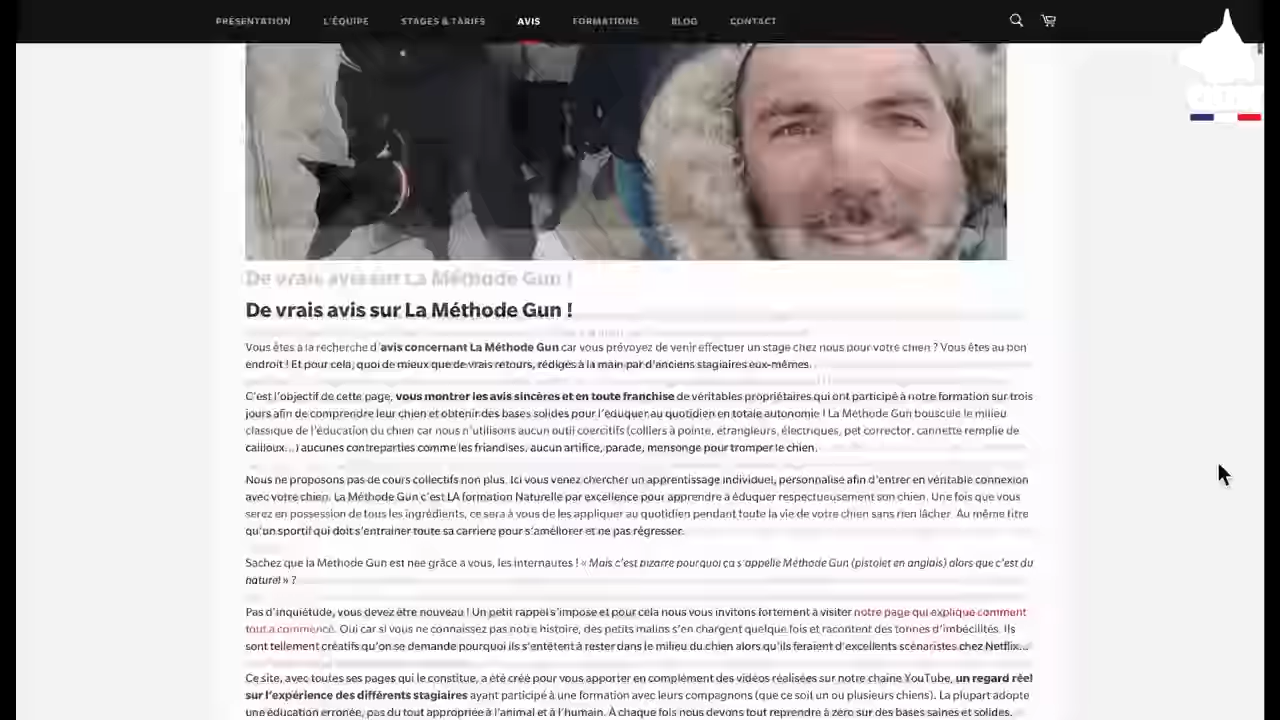 PRÉSENTATION L'ÉQUIPE STAGES & TARIFS AVIS FORMATIONS BLOG CONTACT
De vrais avis sur La Méthode Gun !
De vrais avis sur La Méthode Gun !
Vous êtes à la recherche d'avis concernant La Méthode Gun car vous prévoyez de venir effectuer un stage chez nous pour votre chien ? Vous êtes au bon
endroit ! Et pour cela, quoi de mieux que de vrais retours, rédigés à la main par d'anciens stagiaires eux-mêmes.
C'est l'objectif de cette page, vous montrer les avis sincères et en toute franchise de véritables propriétaires qui ont participé à notre formation sur trois
jours afin de comprendre leur chien et obtenir des bases solides pour l'éduquer au quotidien en totale autonomie ! La Méthode Gun bouscule le milieu
classique de l'éducation du chien car nous n'utilisons aucun outil coercitifs (colliers à pointe, étrangleurs, électriques, pet corrector, cannette remplie de
cailloux...) aucunes contreparties comme les friandises, aucun artifice, parade, mensonge pour tromper le chien.
Nous ne proposons pas de cours collectifs non plus. Ici vous venez chercher un apprentissage individuel, personnalisé afin d'entrer en véritable connexion
avec votre chien. La Méthode Gun c'est LA formation Naturelle par excellence pour apprendre à éduquer respectueusement son chien. Une fois que vous
serez en possession de tous les ingrédients, ce sera à vous de les appliquer au quotidien pendant toute la vie de votre chien sans rien lâcher. Au même titre
qu'un sportif qui doit s'entrainer toute sa carrière pour s'améliorer et ne pas régresser.
Sachez que la Méthode Gun est née grâce à vous, les internautes ! « Mais c'est bizarre pourquoi ça s'appelle Méthode Gun (pistolet en anglais) alors que c'est du
naturel » ?
Pas d'inquiétude, vous devez être nouveau ! Un petit rappel s'impose et pour cela nous vous invitons fortement à visiter notre page qui explique comment
tout a commencé. Oui car si vous ne connaissez pas notre histoire, des petits malins s'en chargent quelque fois et racontent des tonnes d'imbécilités. Ils
sont tellement créatifs qu'on se demande pourquoi ils s'entêtent à rester dans le milieu du chien alors qu'ils feraient d'excellents scénaristes chez Netflix...
Ce site, avec toutes ses pages qui le constitue, a été créé pour vous apporter en complément des vidéos réalisées sur notre chaine YouTube, un regard réel
sur l'expérience des différents stagiaires ayant participé à une formation avec leurs compagnons (que ce soit un ou plusieurs chiens). La plupart adopte
une éducation erronée, pas du tout appropriée à l'animal et à l'humain. À chaque fois nous devons tout reprendre à zéro sur des bases saines et solides.